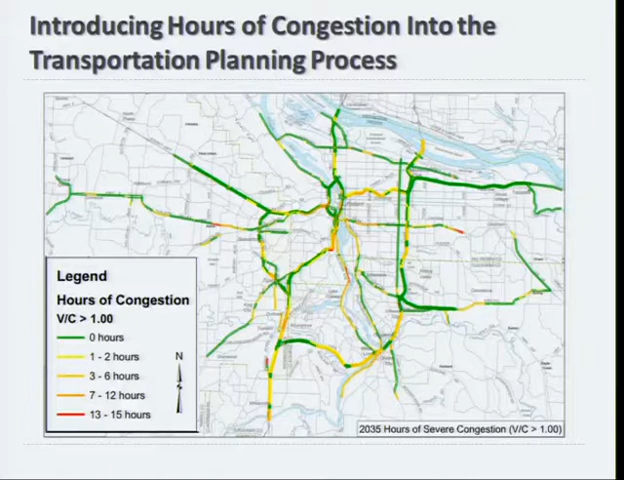 Introducing Hours of Congestion Into the
Transportation Planning Process
Legend
Hours of Congestion
V/C > 1.00
0 hours
1 - 2 hours
3 - 6 hours
7 - 12 hours
13 - 15 hours
N
2035 Hours of Severe Congestion (V/C > 1.00)